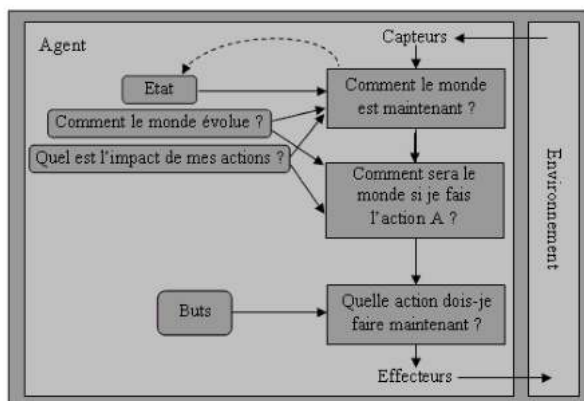 Agent
Capteurs
Etat
Comment le monde
est maintenant ?
Comment le monde évolue ?
Quel est l'impact de mes actions ?
Comment sera le
monde si je fais
l'action A ?
Environnement
Buts
Quelle action dois-je
faire maintenant ?
Effecteurs